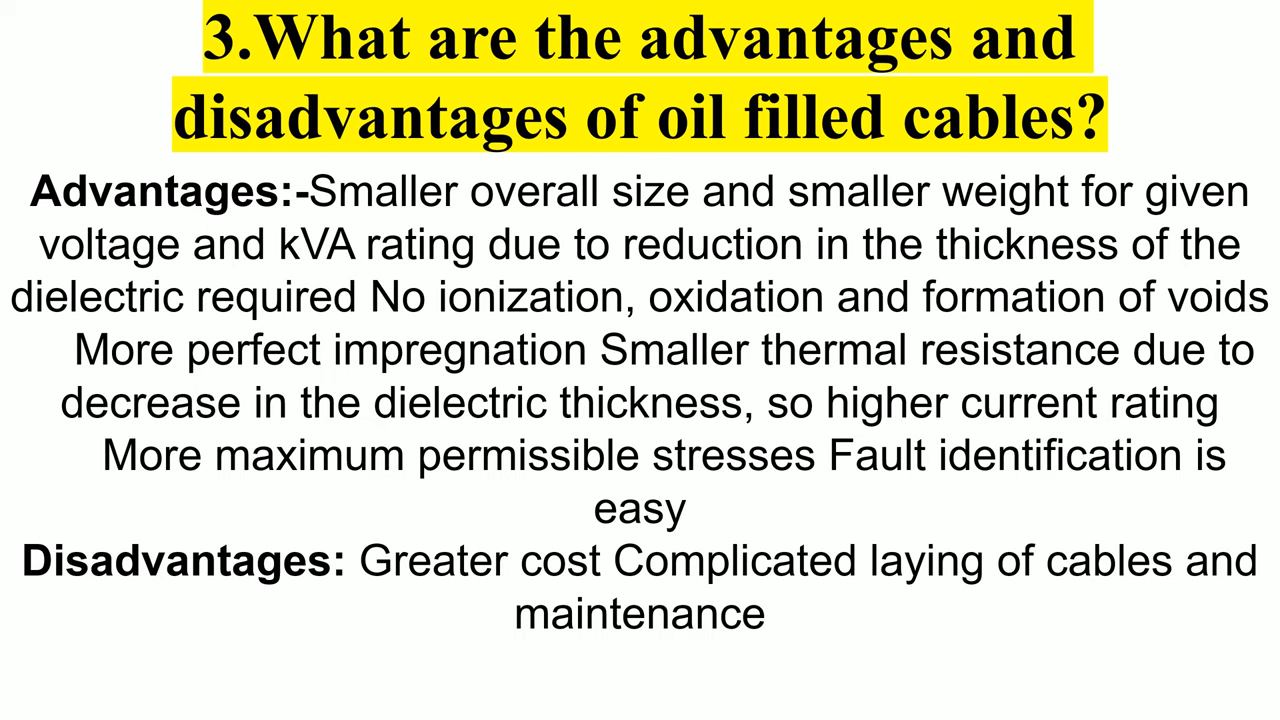 3.What are the advantages and
disadvantages of oil filled cables?
Advantages:-Smaller overall size and smaller weight for given
voltage and kVA rating due to reduction in the thickness of the
dielectric required No ionization, oxidation and formation of voids
More perfect impregnation Smaller thermal resistance due to
decrease in the dielectric thickness, so higher current rating
More maximum permissible stresses Fault identification is
easy
Disadvantages: Greater cost Complicated laying of cables and
maintenance